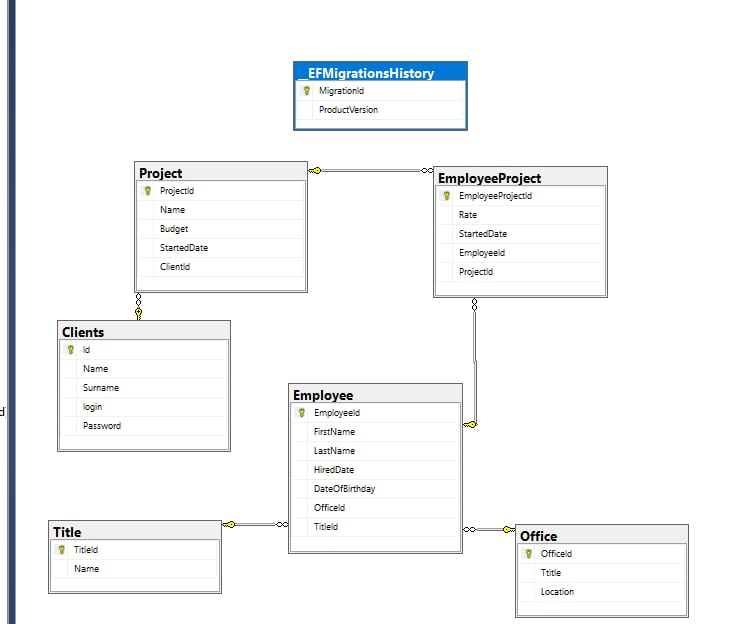 __EFMigrationsHistory
MigrationId
ProductVersion
Project
ProjectId
Name
Budget
StartedDate
ClientId
EmployeeProject
EmployeeProjectId
Rate
StartedDate
EmployeeId
ProjectId
Clients
Id
Name
Surname
login
Password
Employee
EmployeeId
FirstName
LastName
HiredDate
DateOfBirthday
OfficeId
TitleId
Title
TitleId
Name
Office
OfficeId
Ttitle
Location